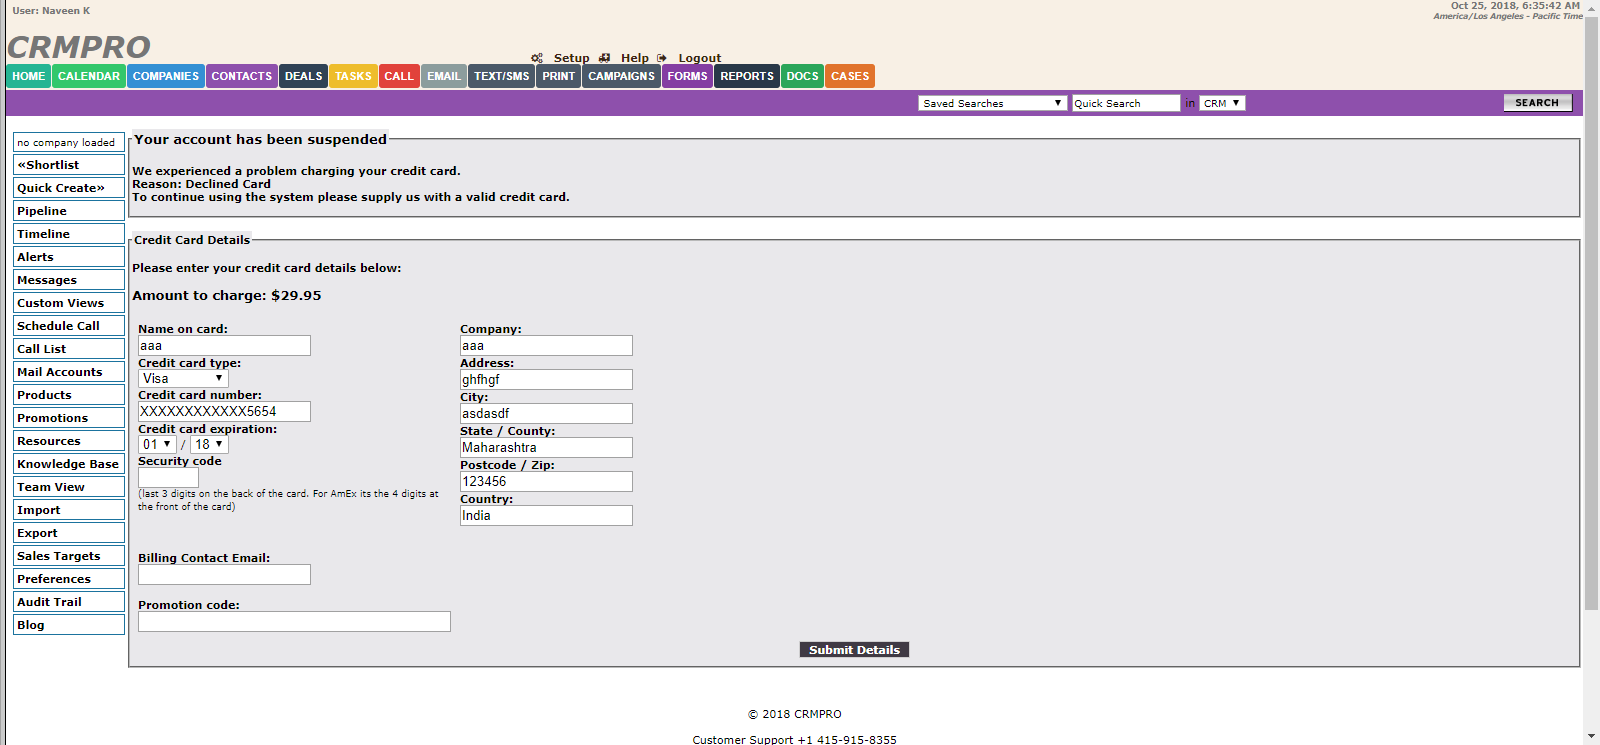 User: Naveen K
Oct 25, 2018, 6:35:42 AM
America/Los Angeles - Pacific Time
CRMPRO
Setup Help Logout
HOME CALENDAR COMPANIES CONTACTS DEALS TASKS CALL EMAIL TEXT/SMS PRINT CAMPAIGNS FORMS REPORTS DOCS CASES
Saved Searches Quick Search in CRM SEARCH
no company loaded
«Shortlist
Quick Create»
Pipeline
Timeline
Alerts
Messages
Custom Views
Schedule Call
Call List
Mail Accounts
Products
Promotions
Resources
Knowledge Base
Team View
Import
Export
Sales Targets
Preferences
Audit Trail
Blog
Your account has been suspended
We experienced a problem charging your credit card.
Reason: Declined Card
To continue using the system please supply us with a valid credit card.
Credit Card Details
Please enter your credit card details below:
Amount to charge: $29.95
Name on card:
aaa
Credit card type:
Visa
Credit card number:
XXXXXXXXXXXX5654
Credit card expiration:
01 / 18
Security code
(last 3 digits on the back of the card. For AmEx its the 4 digits at
the front of the card)
Company:
aaa
Address:
ghfhgf
City:
asdasdf
State / County:
Maharashtra
Postcode / Zip:
123456
Country:
India
Billing Contact Email:
Promotion code:
Submit Details
© 2018 CRMPRO
Customer Support +1 415-915-8355